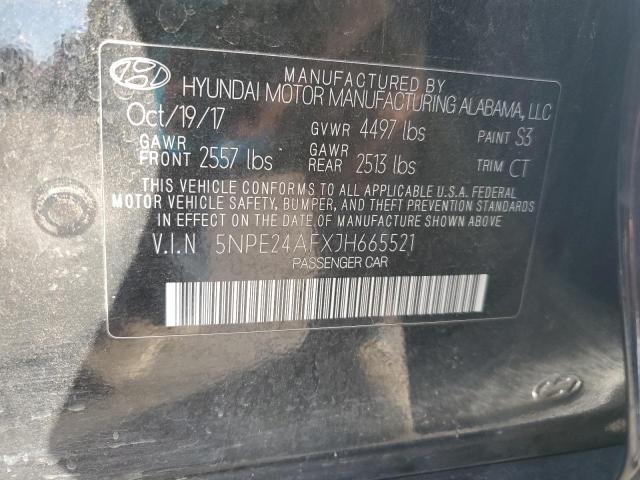 MANUFACTURED BY
HYUNDAI MOTOR MANUFACTURING ALABAMA, LLC
Oct/19/17 GVWR 4497 lbs PAINT S3
GAWR FRONT 2557 lbs GAWR REAR 2513 lbs TRIM CT
THIS VEHICLE CONFORMS TO ALL APPLICABLE U.S.A. FEDERAL
MOTOR VEHICLE SAFETY, BUMPER, AND THEFT PREVENTION STANDARDS
IN EFFECT ON THE DATE OF MANUFACTURE SHOWN ABOVE.
V.I.N 5NPE24AFXJH665521
PASSENGER CAR